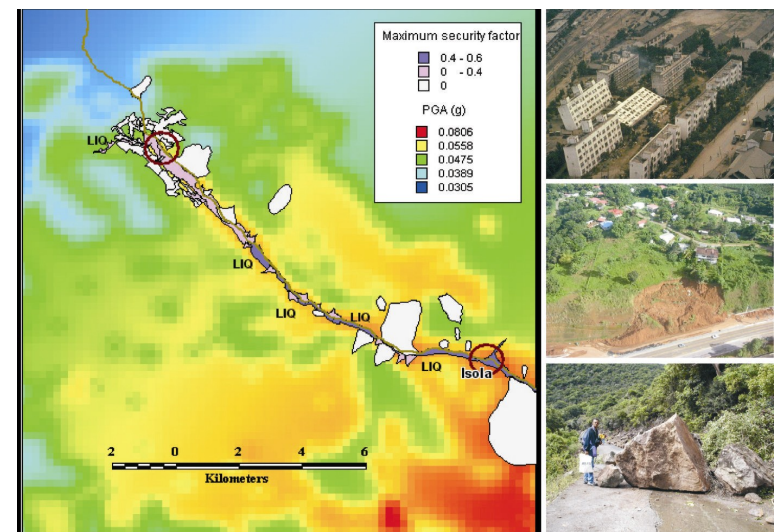 Maximum security factor
0.4 - 0.6
0 - 0.4
0
PGA (g)
0.0806
0.0558
0.0475
0.0389
0.0305
LIQ
LIQ
LIQ
LIQ
LIQ
Isola
2 0 2 4 6
Kilometers